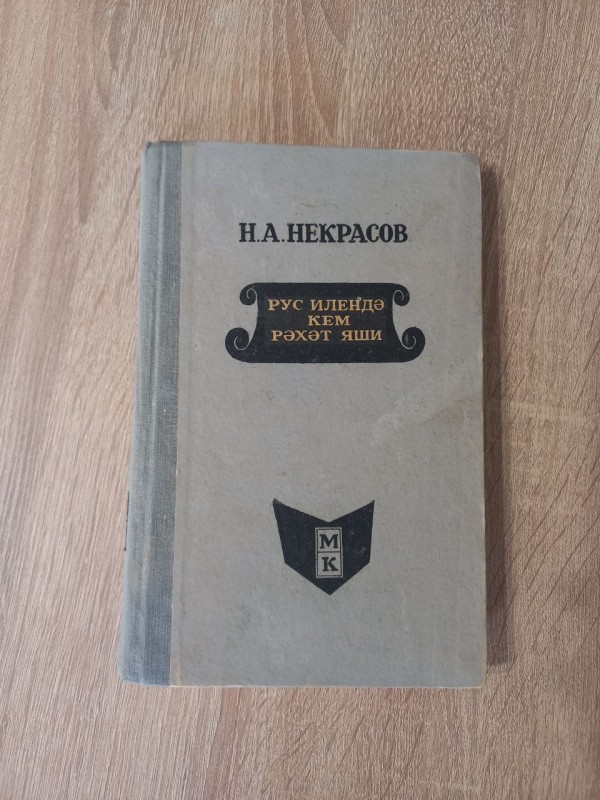 Н.А.НЕКРАСОВ
РУС ИЛЕНДӘ
КЕМ
РӘХӘТ ЯШИ
М
К